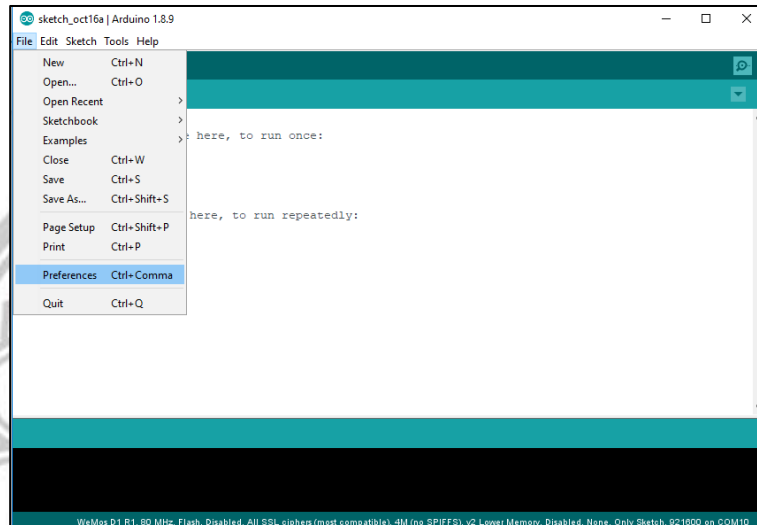 sketch_oct16a | Arduino 1.8.9
File Edit Sketch Tools Help
New Ctrl+N
Open... Ctrl+O
Open Recent
Sketchbook
Examples
Close Ctrl+W
Save Ctrl+S
Save As... Ctrl+Shift+S
Page Setup Ctrl+Shift+P
Print Ctrl+P
Preferences Ctrl+Comma
Quit Ctrl+Q
here, to run once:
here, to run repeatedly:
WeMos D1 R1, 80 MHz, Flash, Disabled, All SSL ciphers (most compatible), 4M (no SPIFFS), v2 Lower Memory, Disabled, None, Only Sketch, 921600 on COM10